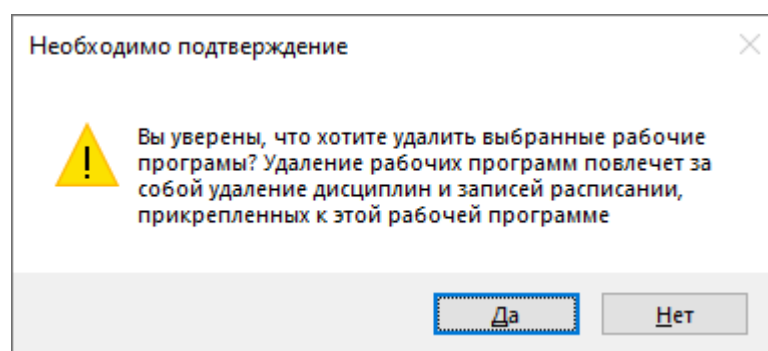 Необходимо подтверждение
Вы уверены, что хотите удалить выбранные рабочие
програмы? Удаление рабочих программ повлечет за
собой удаление дисциплин и записей расписании,
прикрепленных к этой рабочей программе
Да
Нет